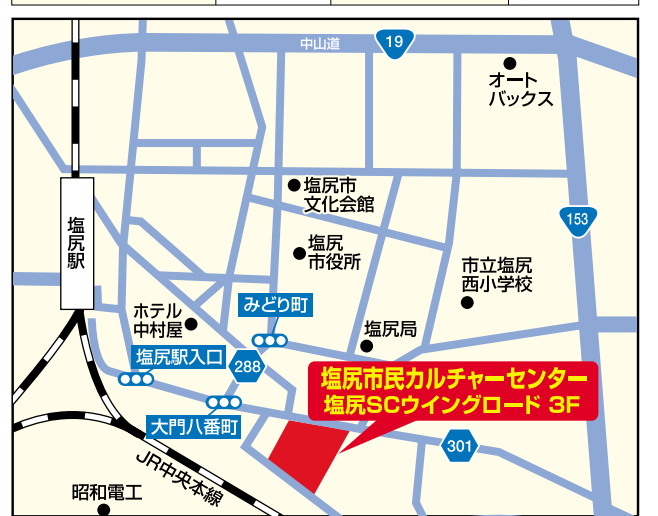 中山道
19
オート
バックス
塩尻市
文化会館
153
塩尻駅
塩尻
市役所
市立塩尻
西小学校
みどり町
ホテル
中村屋
塩尻局
塩尻駅入口
288
塩尻市民カルチャーセンター
塩尻SCウイングロード 3F
大門八番町
301
JR中央本線
昭和電工